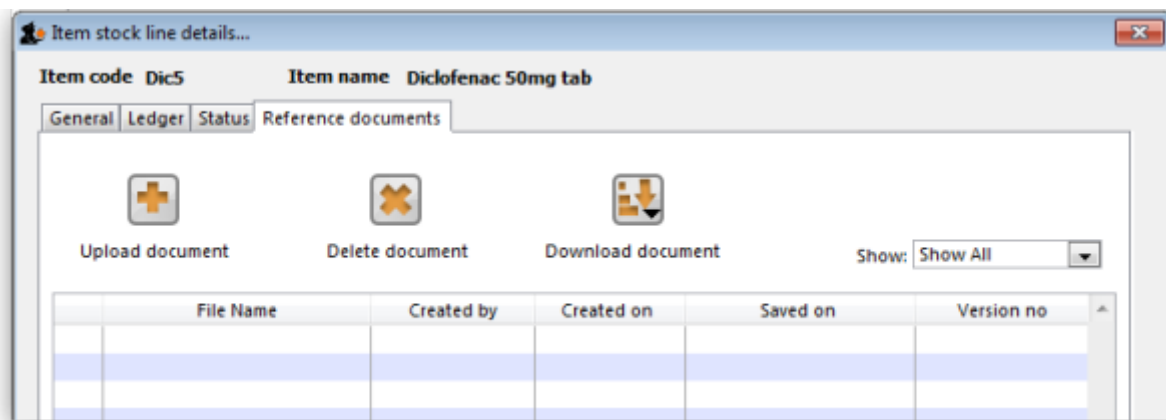 Item stock line details...
Item code Dic5 Item name Diclofenac 50mg tab
General Ledger Status Reference documents
Upload document Delete document Download document
Show: Show All
File Name Created by Created on Saved on Version no